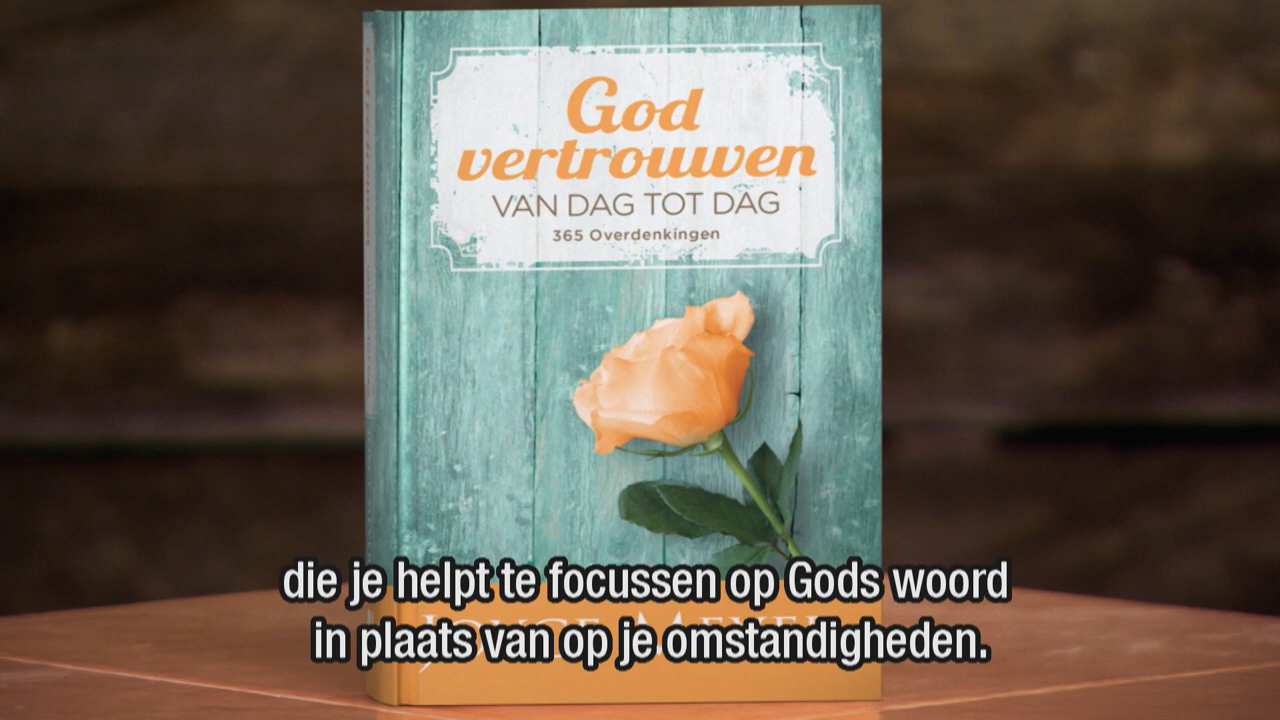 God
vertrouwen
VAN DAG TOT DAG
365 Overdenkingen
die je helpt te focussen op Gods woord
in plaats van op je omstandigheden.